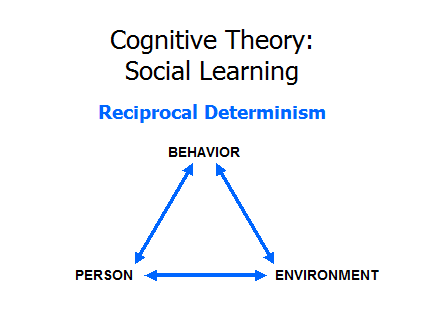 Cognitive Theory:
Social Learning
Reciprocal Determinism
BEHAVIOR
PERSON
ENVIRONMENT